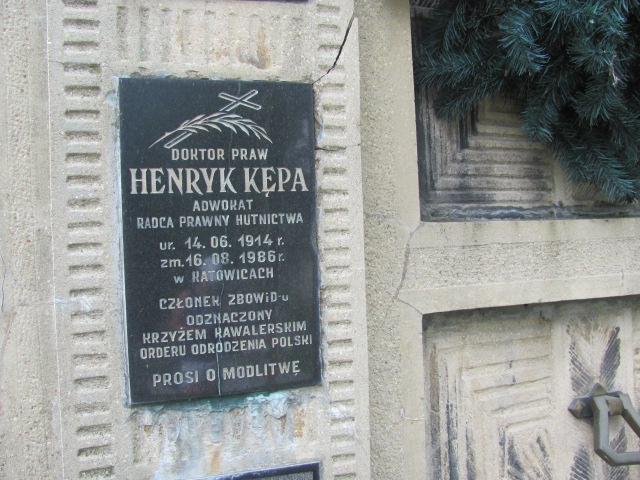 DOKTOR PRAW
HENRYK KĘPA
ADWOKAT
RADCA PRAWNY HUTNICTWA
ur. 14.06.1914 r.
zm. 16.08.1986 r.
w KATOWICACH
CZŁONEK ZBOWiD-u
ODZNACZONY
KRZYŻEM KAWALERSKIM
ORDERU ODRODZENIA POLSKI
PROSI O MODLITWĘ